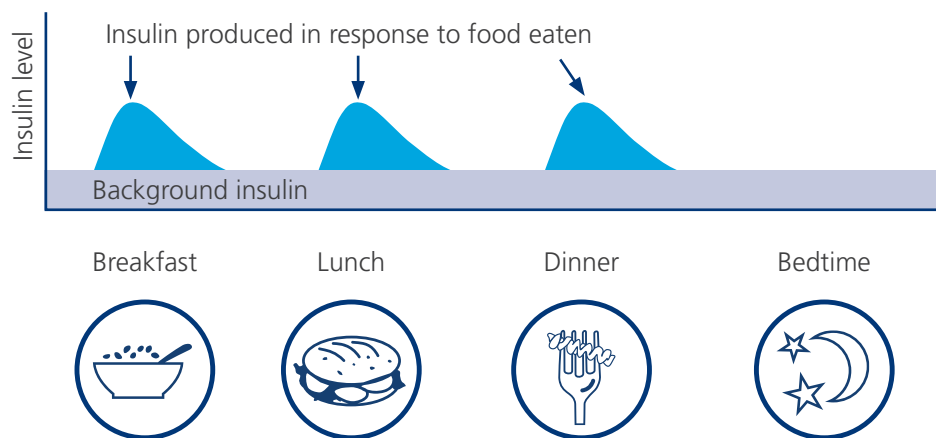 Insulin produced in response to food eaten
Insulin level
Background insulin
Breakfast
Lunch
Dinner
Bedtime